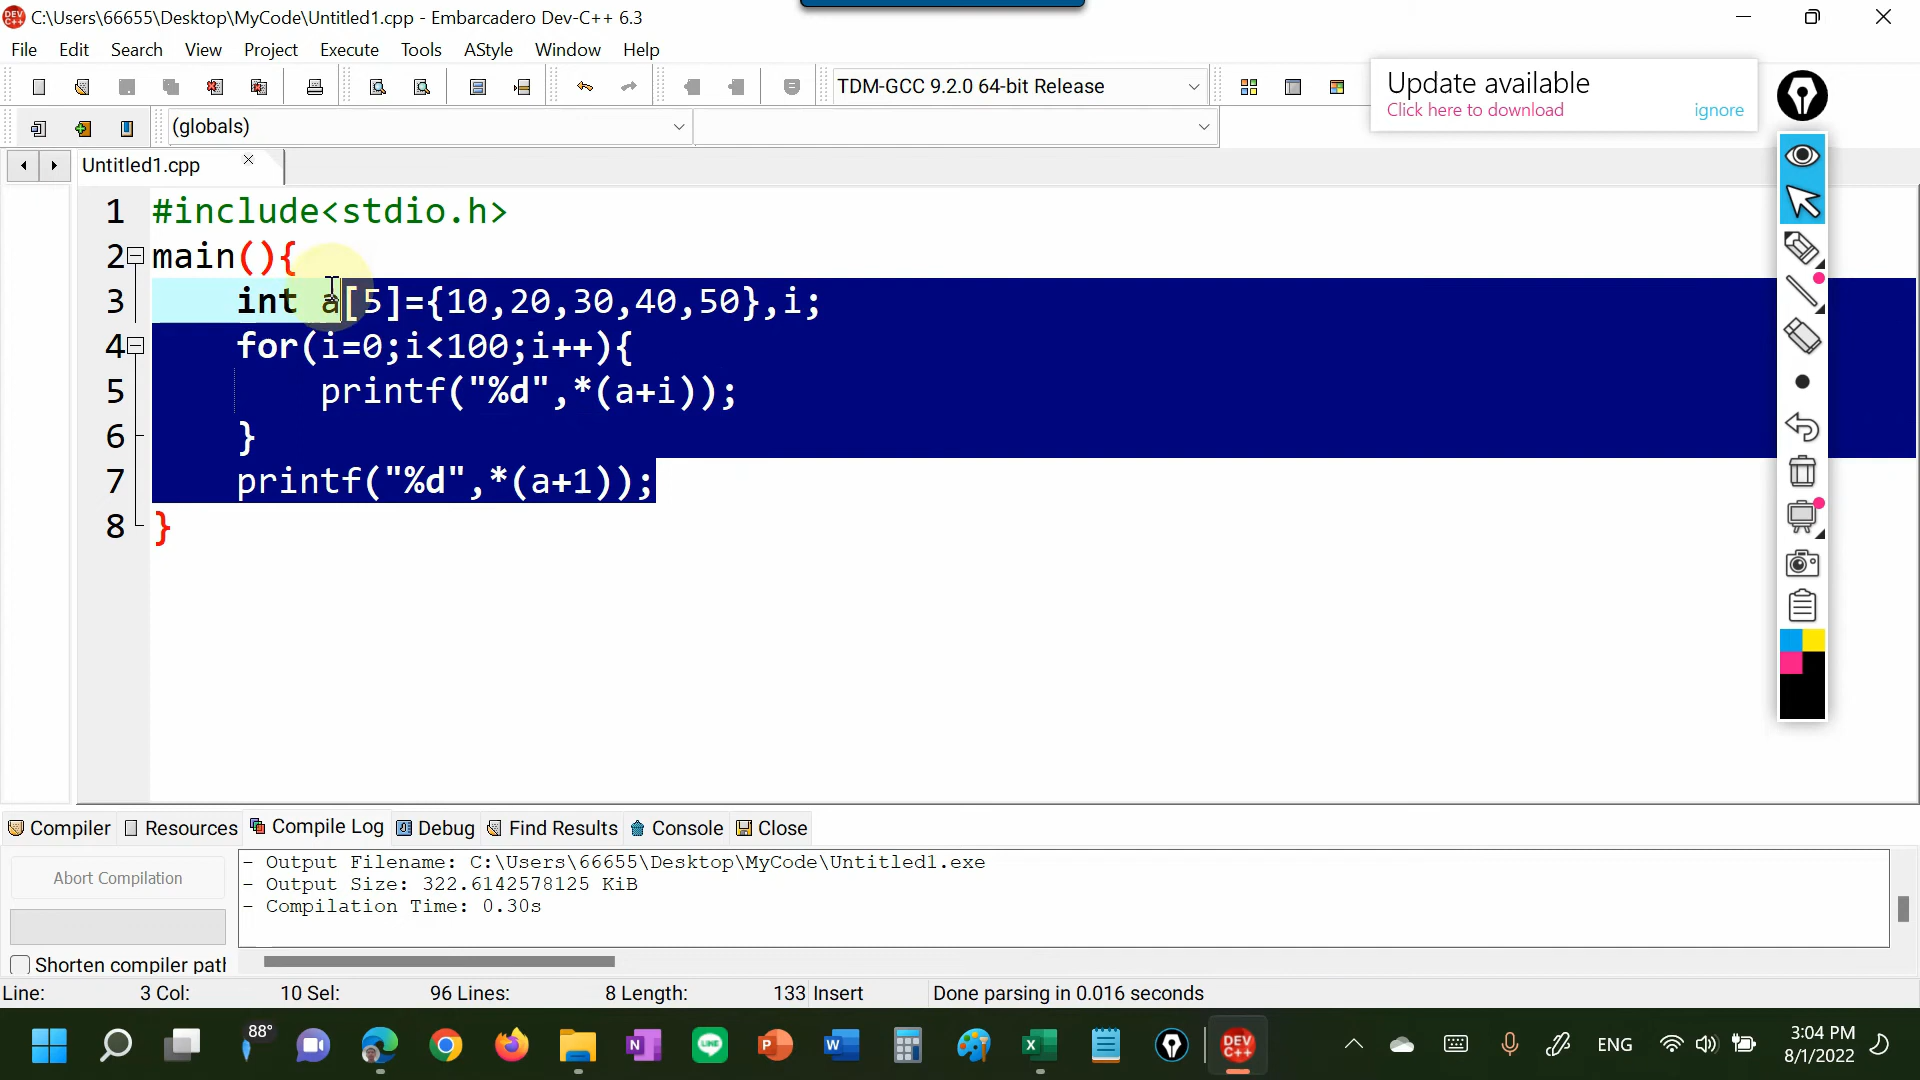 C:\Users\66655\Desktop\MyCode\Untitled1.cpp - Embarcadero Dev-C++ 6.3
File Edit Search View Project Execute Tools AStyle Window Help
TDM-GCC 9.2.0 64-bit Release
Update available
Click here to download ignore
(globals)
Untitled1.cpp
1 #include<stdio.h>
2 main(){
3 int a[5]={10,20,30,40,50},i;
4 for(i=0;i<100;i++){
5 printf("%d",*(a+i));
6 }
7 printf("%d",*(a+1));
8 }
Compiler Resources Compile Log Debug Find Results Console Close
Abort Compilation
Shorten compiler path
- Output Filename: C:\Users\66655\Desktop\MyCode\Untitled1.exe
- Output Size: 322.6142578125 KiB
- Compilation Time: 0.30s
Line: 3 Col: 10 Sel: 96 Lines: 8 Length: 133 Insert Done parsing in 0.016 seconds
88°
DEV C++
ENG
3:04 PM
8/1/2022